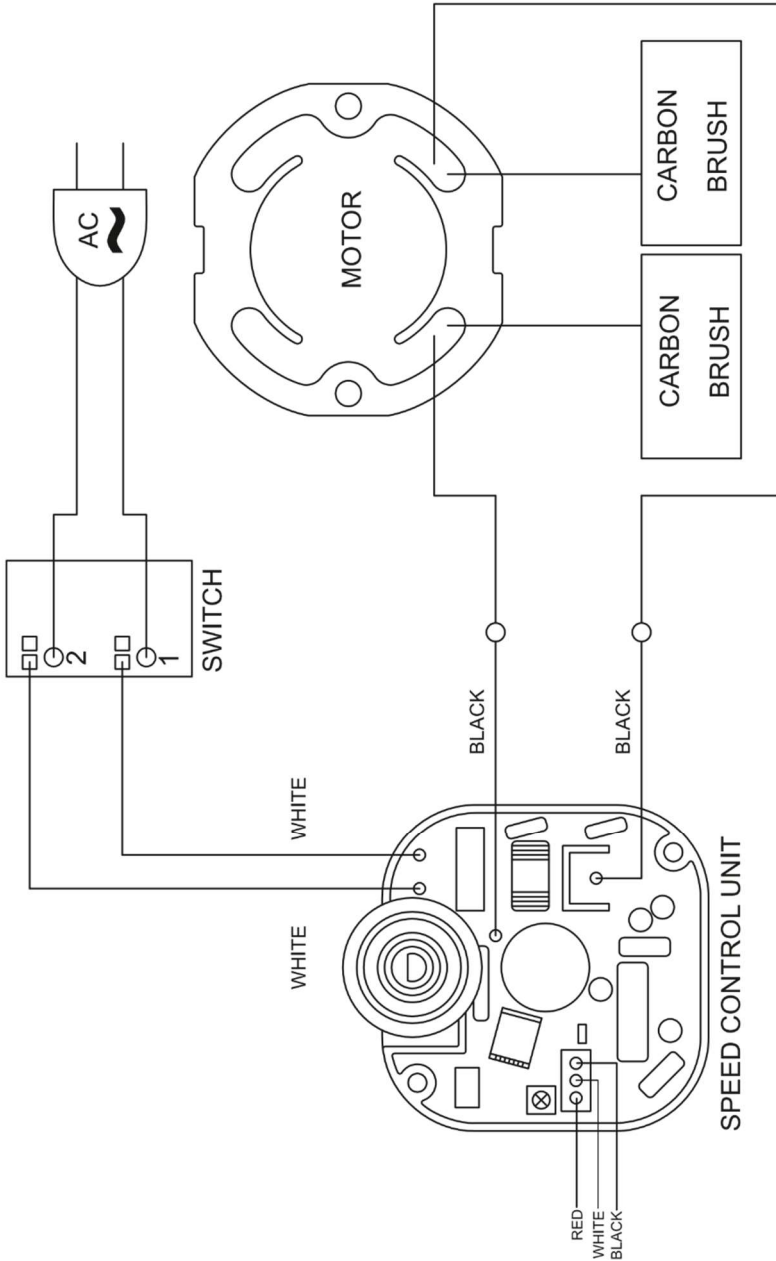 AC
2
1
SWITCH
WHITE
WHITE
MOTOR
BLACK
RED
WHITE
BLACK
BLACK
CARBON
BRUSH
CARBON
BRUSH
SPEED CONTROL UNIT